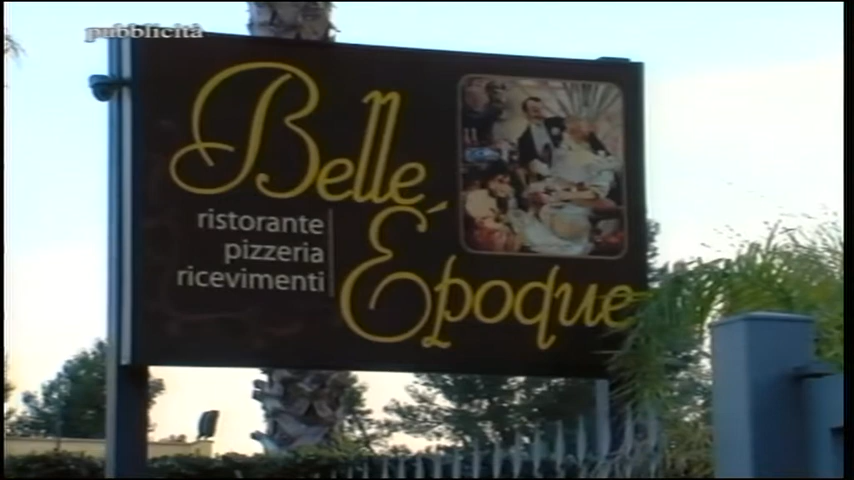 pubblicità
Belle
Époque
ristorante
pizzeria
ricevimenti